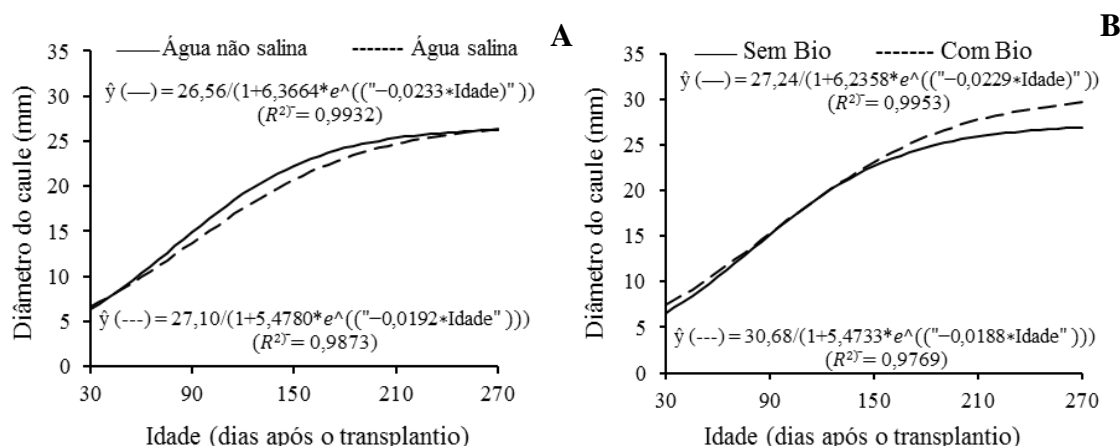 A
Água não salina Água salina
ŷ (—) = 26,56/(1+6,3664*e^(("−0,0233*Idade)" ))
(R²⁾ˉ= 0,9932)
ŷ (---) = 27,10/(1+5,4780*e^(("−0,0192*Idade" )))
(R²⁾ˉ= 0,9873)
Diâmetro do caule (mm)
35
30
25
20
15
10
5
0
30 90 150 210 270
Idade (dias após o transplantio)
B
Sem Bio Com Bio
ŷ (—) = 27,24/(1+6,2358*e^(("−0,0229*Idade)" ))
(R²⁾ˉ= 0,9953)
ŷ (---) = 30,68/(1+5,4733*e^(("−0,0188*Idade" )))
(R²⁾ˉ= 0,9769)
Diâmetro do caule (mm)
35
30
25
20
15
10
5
0
30 90 150 210 270
Idade (dias após o transplantio)